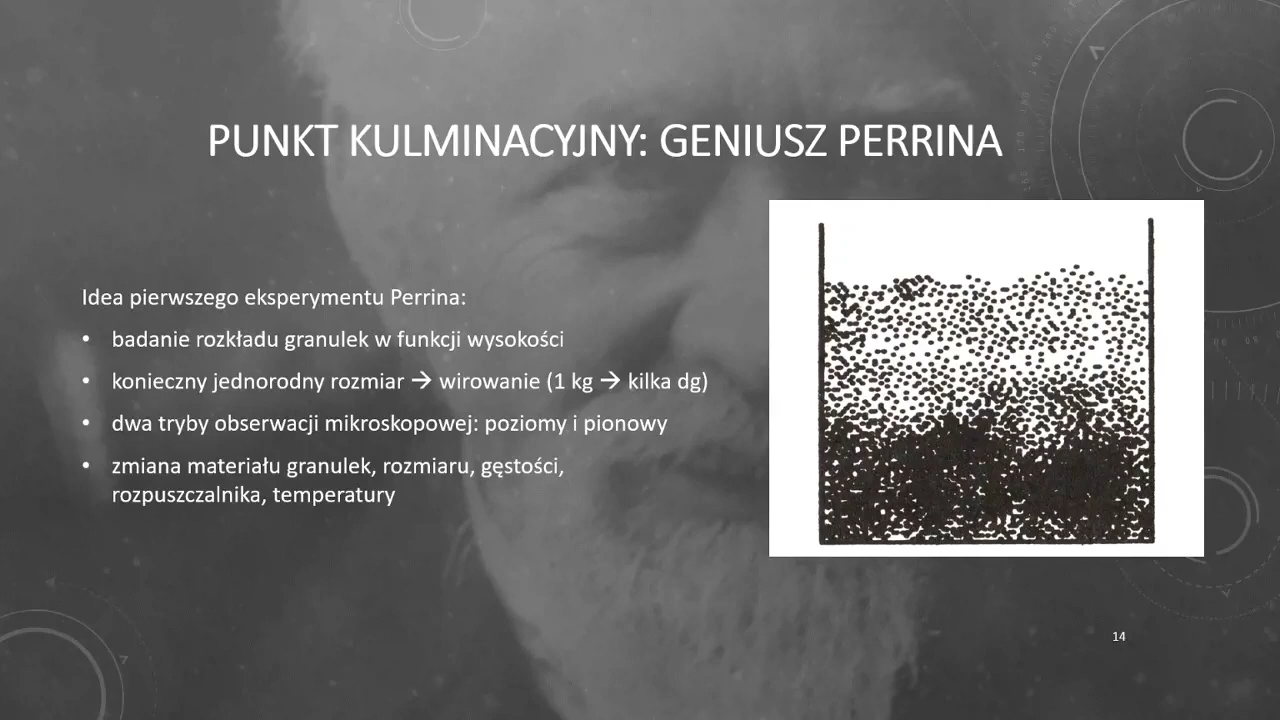 PUNKT KULMINACYJNY: GENIUSZ PERRINA
Idea pierwszego eksperymentu Perrina:
• badanie rozkładu granulek w funkcji wysokości
• konieczny jednorodny rozmiar → wirowanie (1 kg → kilka dg)
• dwa tryby obserwacji mikroskopowej: poziomy i pionowy
• zmiana materiału granulek, rozmiaru, gęstości,
rozpuszczalnika, temperatury
14